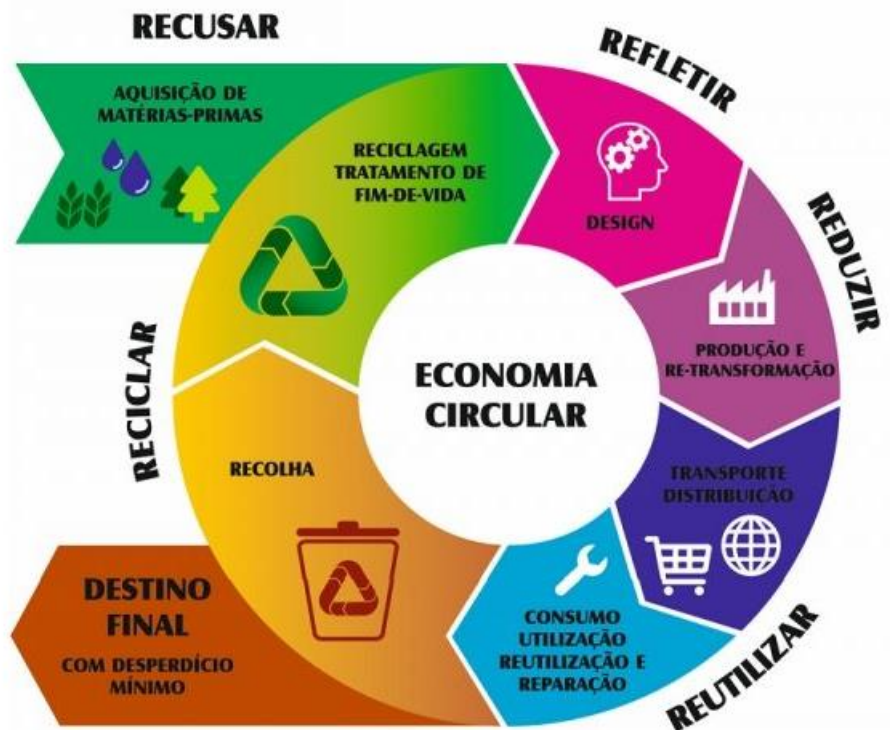 RECUSAR
AQUISIÇÃO DE
MATÉRIAS-PRIMAS
RECICLAGEM
TRATAMENTO DE
FIM-DE-VIDA
REFLETIR
DESIGN
REDUZIR
PRODUÇÃO E
RE-TRANSFORMAÇÃO
ECONOMIA
CIRCULAR
TRANSPORTE
DISTRIBUIÇÃO
REUTILIZAR
CONSUMO
UTILIZAÇÃO
REUTILIZAÇÃO E
REPARAÇÃO
RECICLAR
RECOLHA
DESTINO
FINAL
COM DESPERDÍCIO
MÍNIMO